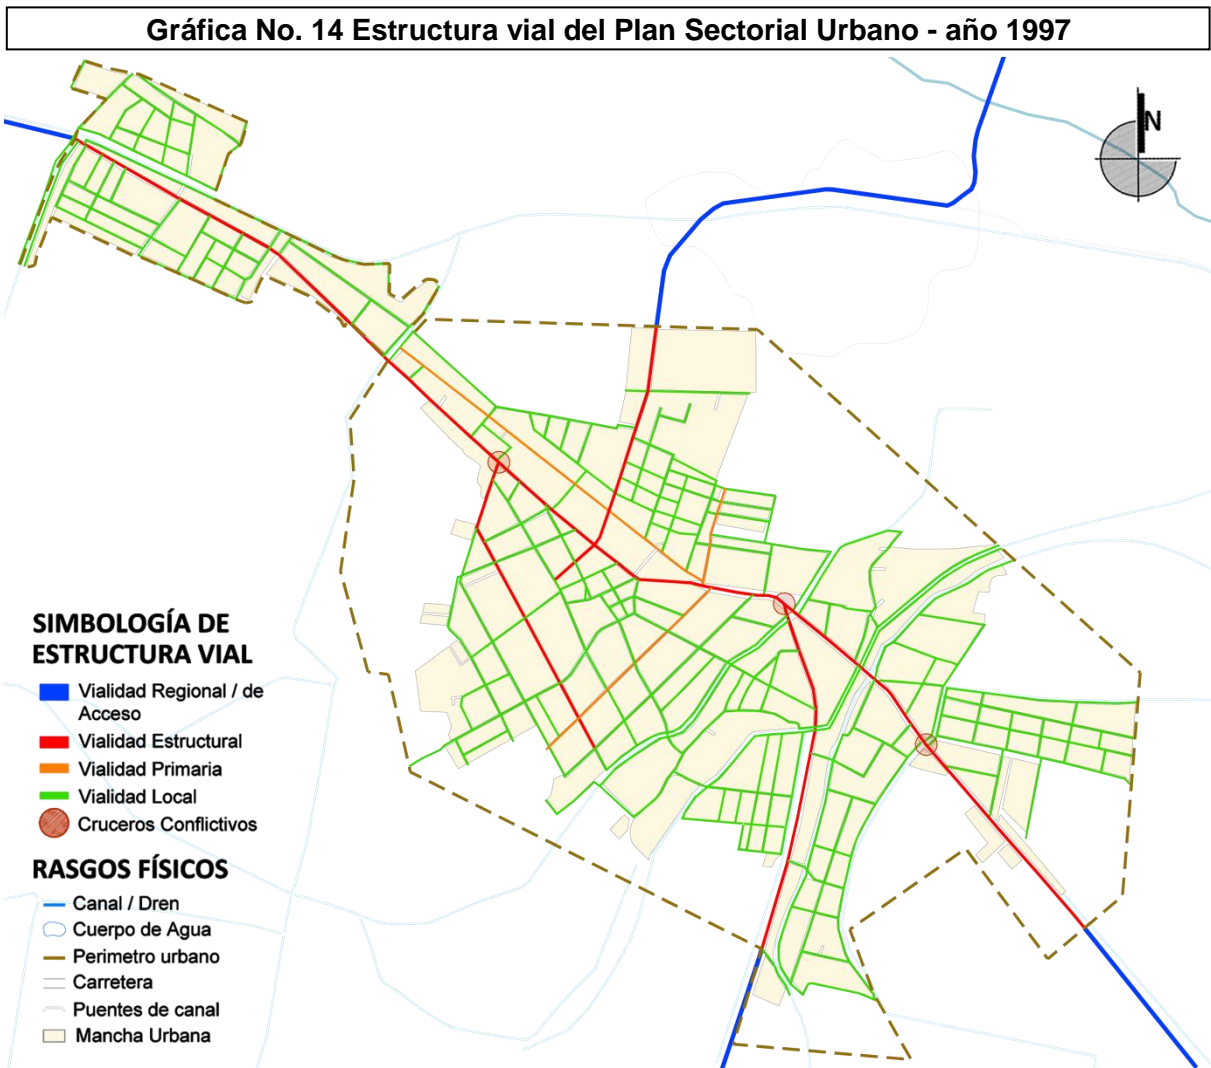 Gráfica No. 14 Estructura vial del Plan Sectorial Urbano - año 1997
N
SIMBOLOGÍA DE
ESTRUCTURA VIAL
Vialidad Regional / de
Acceso
Vialidad Estructural
Vialidad Primaria
Vialidad Local
Cruceros Conflictivos
RASGOS FÍSICOS
Canal / Dren
Cuerpo de Agua
Perimetro urbano
Carretera
Puentes de canal
Mancha Urbana